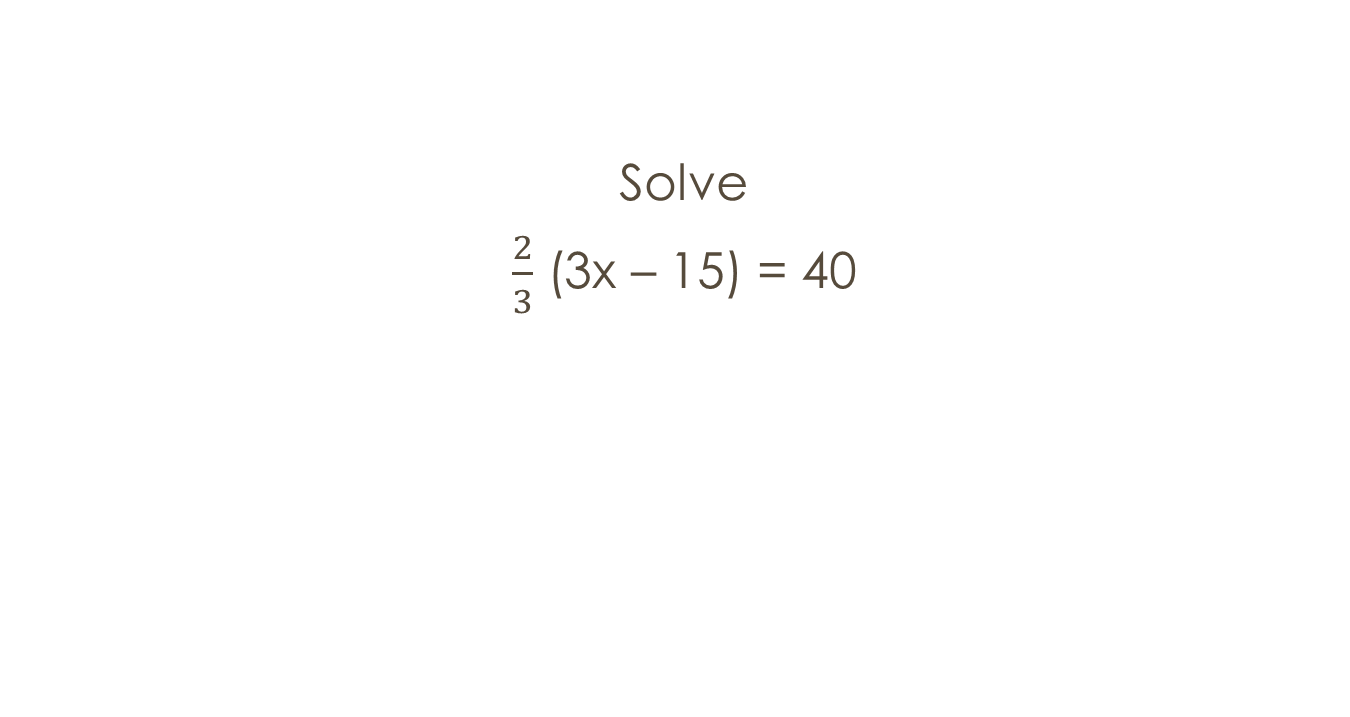 Solve
2/3 (3x – 15) = 40